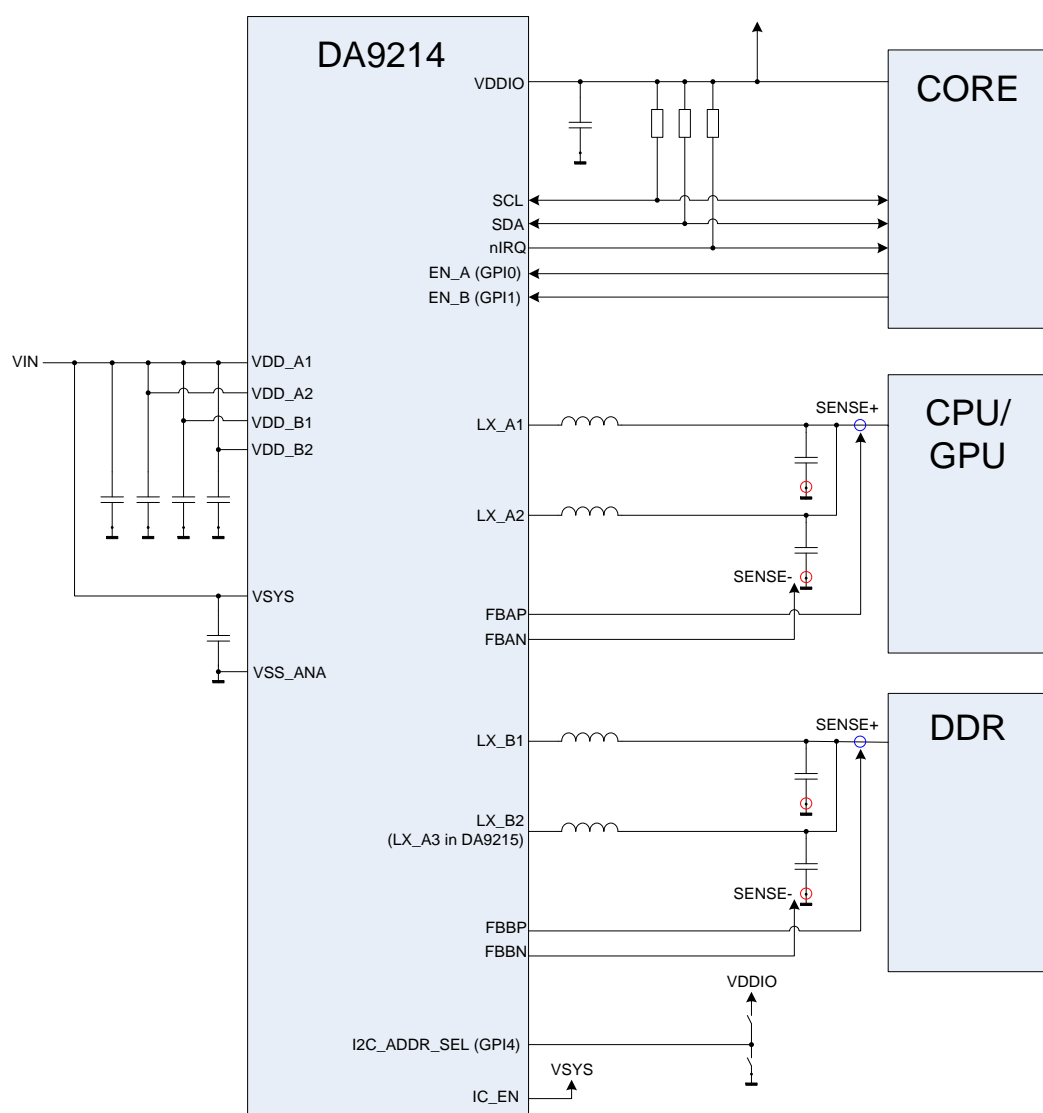 DA9214
CORE
VDDIO
SCL
SDA
nIRQ
EN_A (GPI0)
EN_B (GPI1)
VIN
VDD_A1
VDD_A2
VDD_B1
VDD_B2
LX_A1
SENSE+
CPU/
GPU
LX_A2
SENSE-
VSYS
FBAP
FBAN
VSS_ANA
LX_B1
SENSE+
DDR
LX_B2
(LX_A3 in DA9215)
SENSE-
FBBP
FBBN
VDDIO
I2C_ADDR_SEL (GPI4)
VSYS
IC_EN